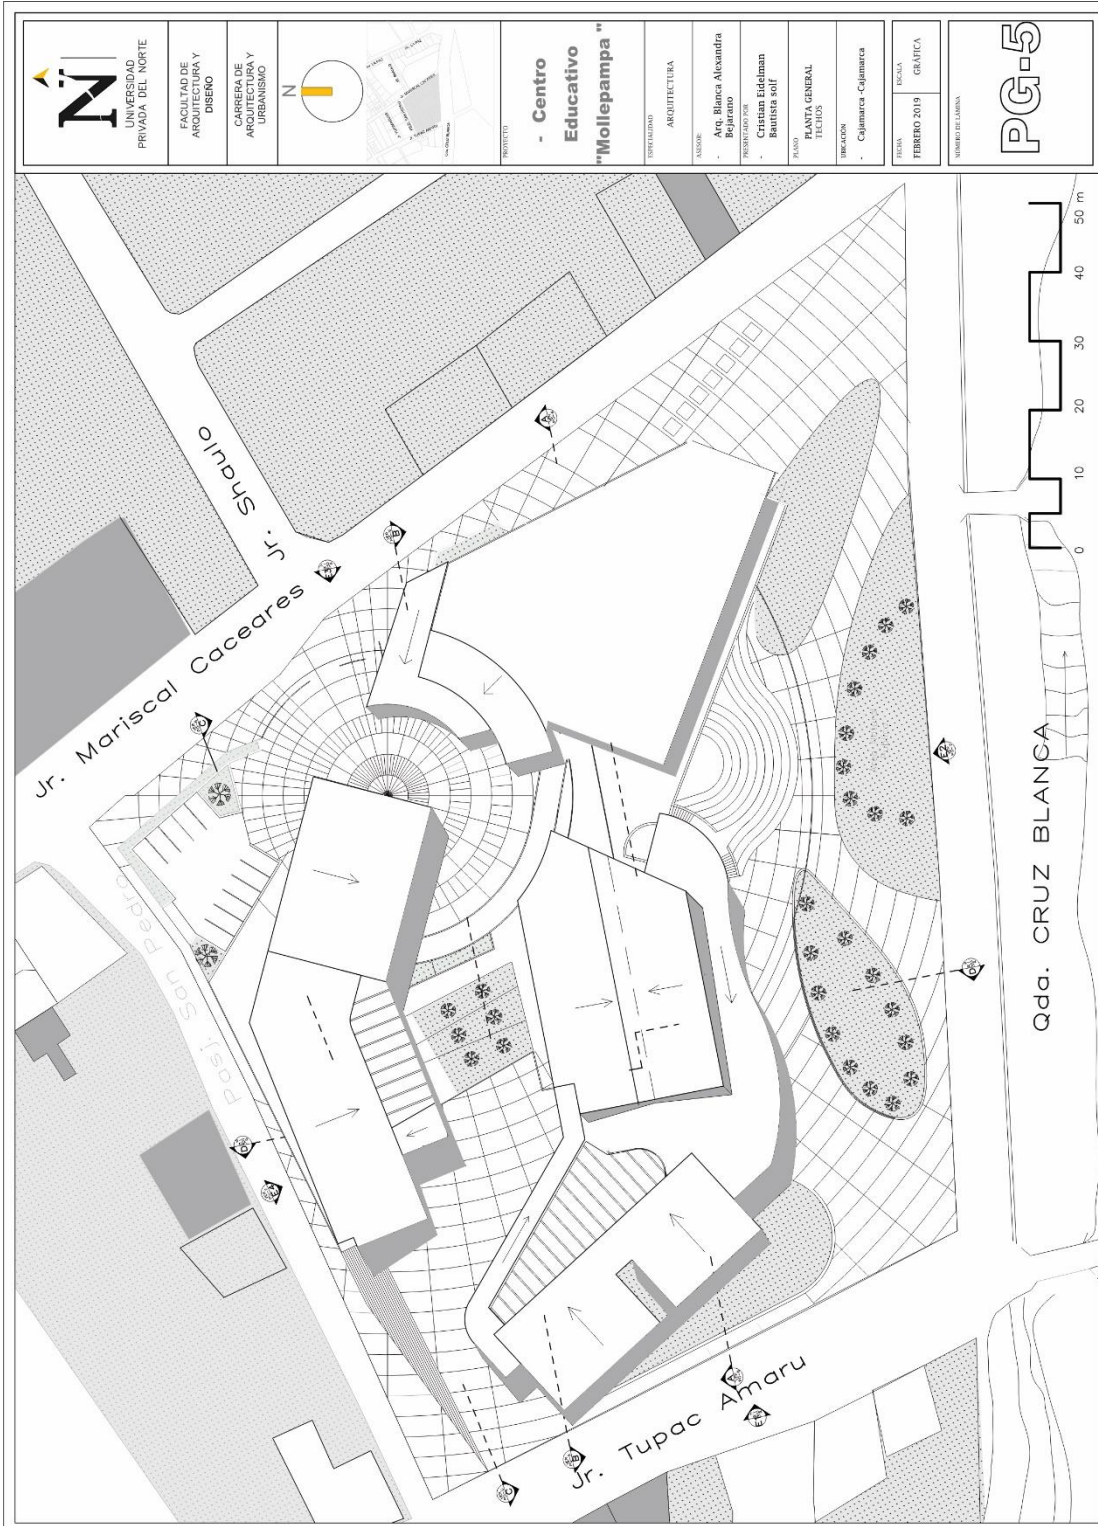 N
UNIVERSIDAD
PRIVADA DEL NORTE
FACULTAD DE
ARQUITECTURA Y
DISEÑO
CARRERA DE
ARQUITECTURA Y
URBANISMO
N
PROYECTO
- Centro
Educativo
"Mollepampa "
ESPECIALIDAD
ARQUITECTURA
ASESOR:
- Arq. Blanca Alexandra
Bejarano
PRESENTADO POR
- Cristian Eidelman
Bautista solf
PLANO
PLANTA GENERAL
TECHOS
UBICACIÓN
- Cajamarca -Cajamarca
FECHA
FEBRERO 2019
ESCALA
GRÁFICA
NÚMERO DE LÁMINA
PG-5
Jr. Shaulo
Jr. Mariscal Caceares
Pasj. San Pedro
Jr. Tupac Amaru
Qda. CRUZ BLANCA
A
B
C
D
D
E2
A
B
C
0
10
20
30
40
50 m